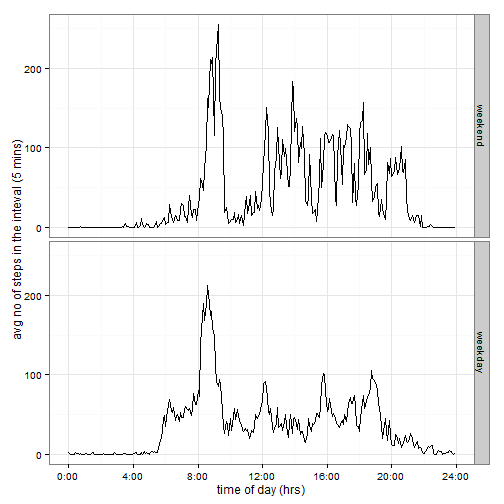 avg no of steps in the inteval (5 mins)
200
100
0
weekend
200
100
0
weekday
0:00 4:00 8:00 12:00 16:00 20:00 24:00
time of day (hrs)